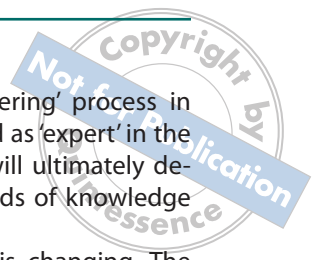 Copyright by
Not for Publication
Quintessence
ering’ process in
d as ‘expert’ in the
will ultimately de-
ds of knowledge
is changing. The